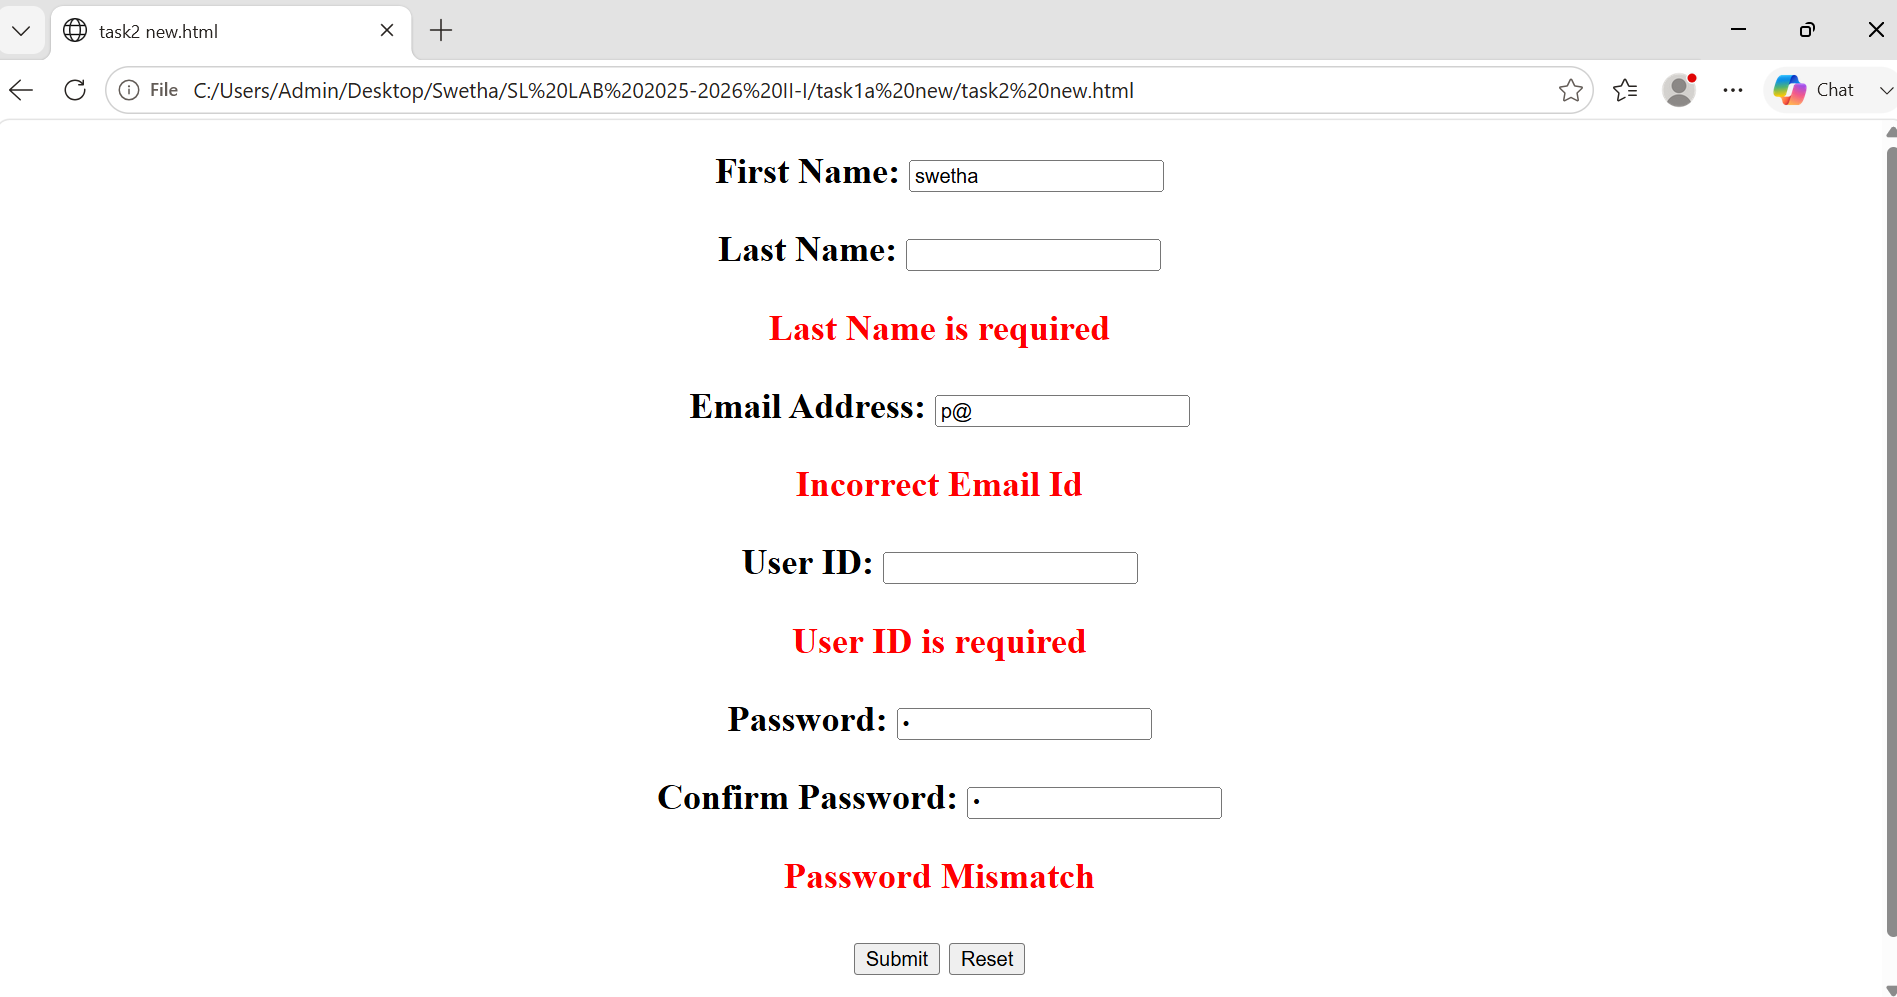 task2 new.html
File C:/Users/Admin/Desktop/Swetha/SL%20LAB%202025-2026%20II-I/task1a%20new/task2%20new.html
Chat
First Name: swetha
Last Name:
Last Name is required
Email Address: p@
Incorrect Email Id
User ID:
User ID is required
Password: •
Confirm Password: •
Password Mismatch
Submit Reset